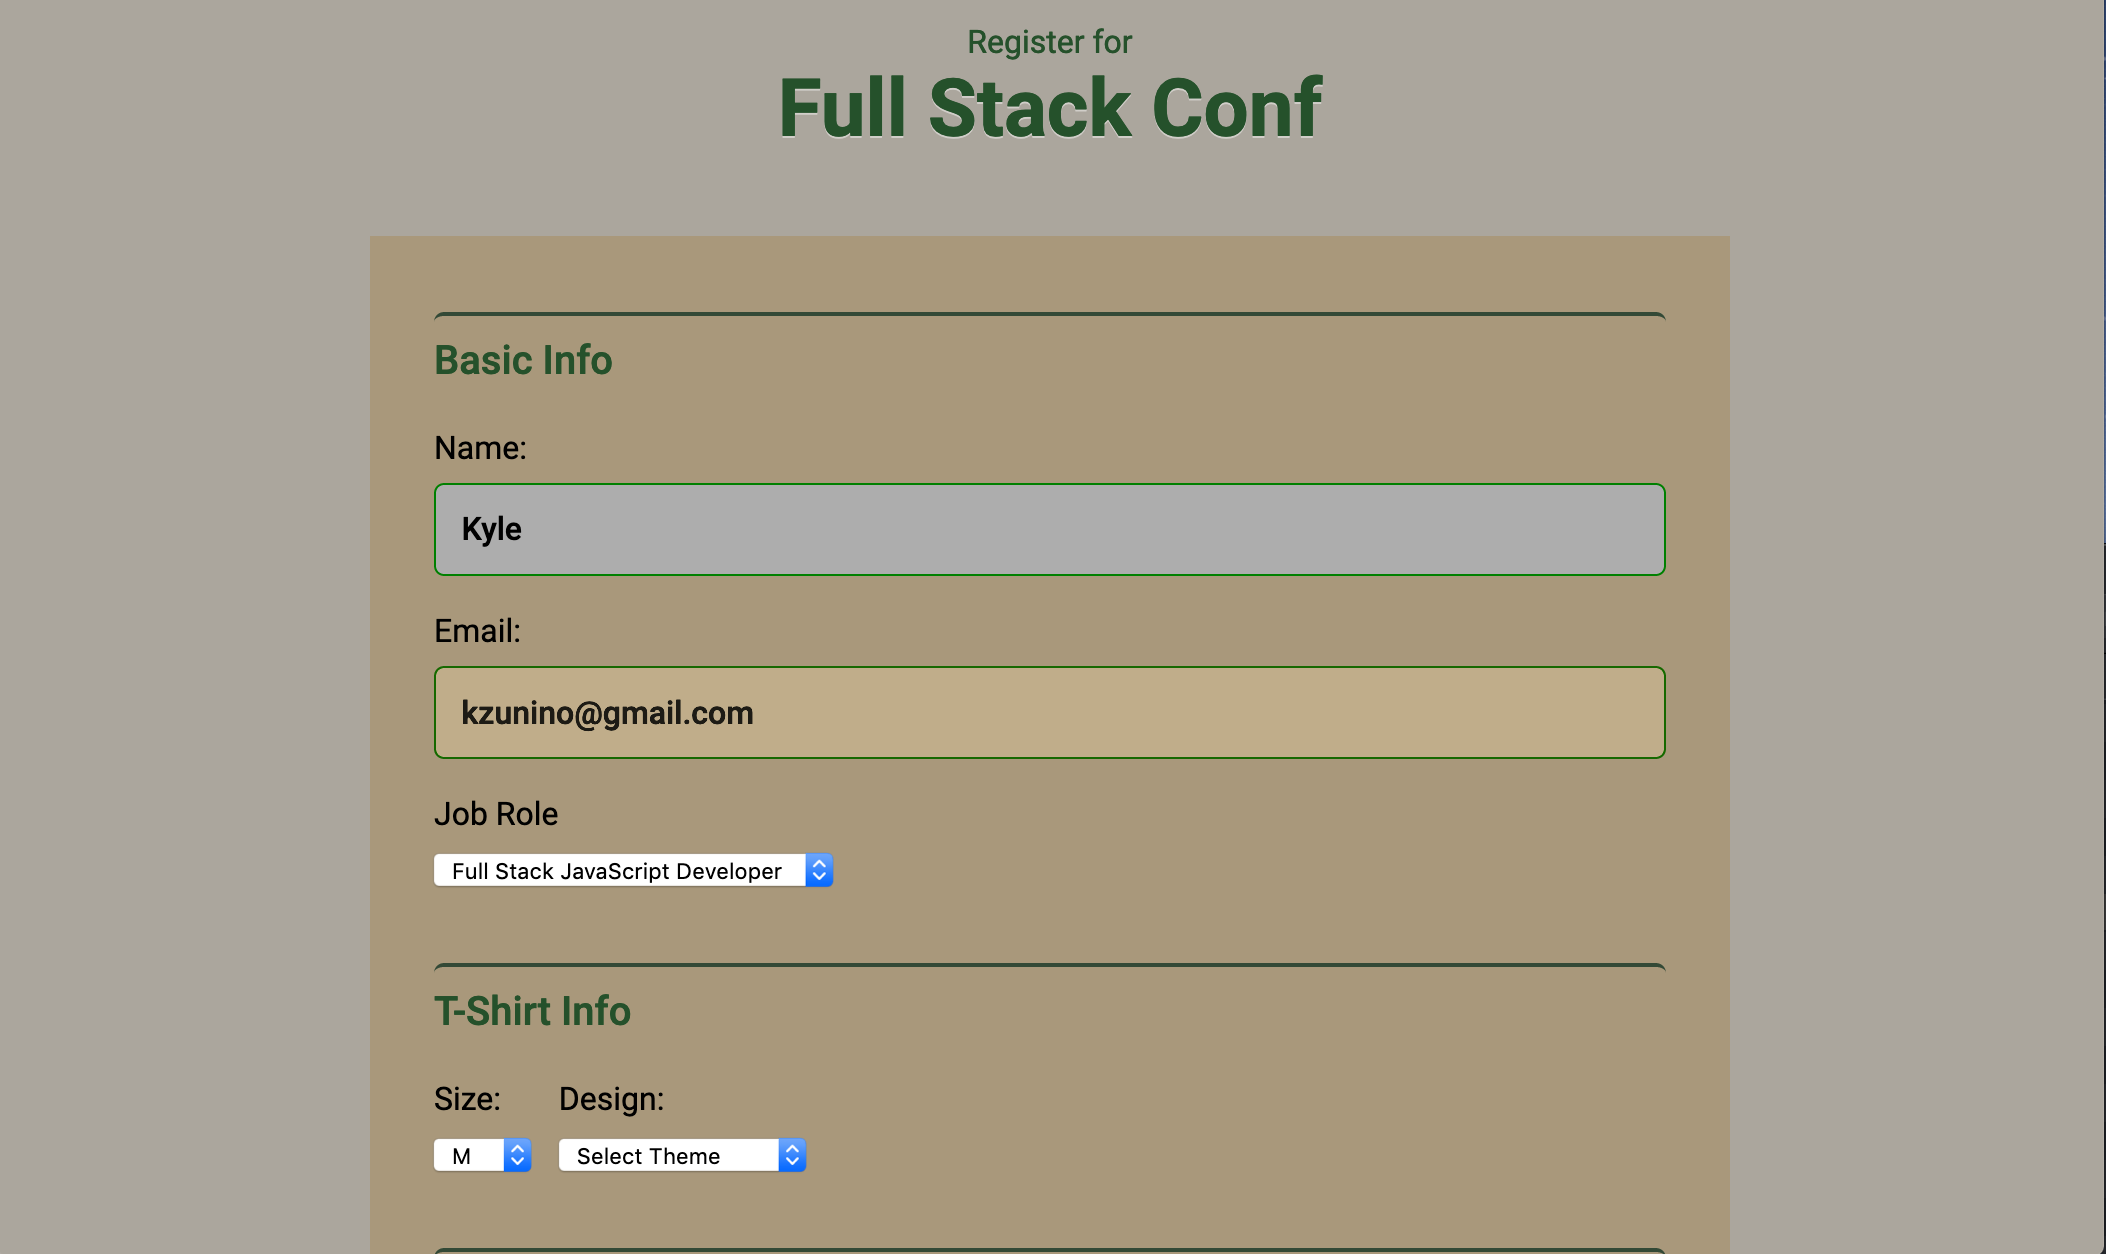 Register for
Full Stack Conf
Basic Info
Name:
Kyle
Email:
kzunino@gmail.com
Job Role
Full Stack JavaScript Developer
T-Shirt Info
Size: Design:
M Select Theme